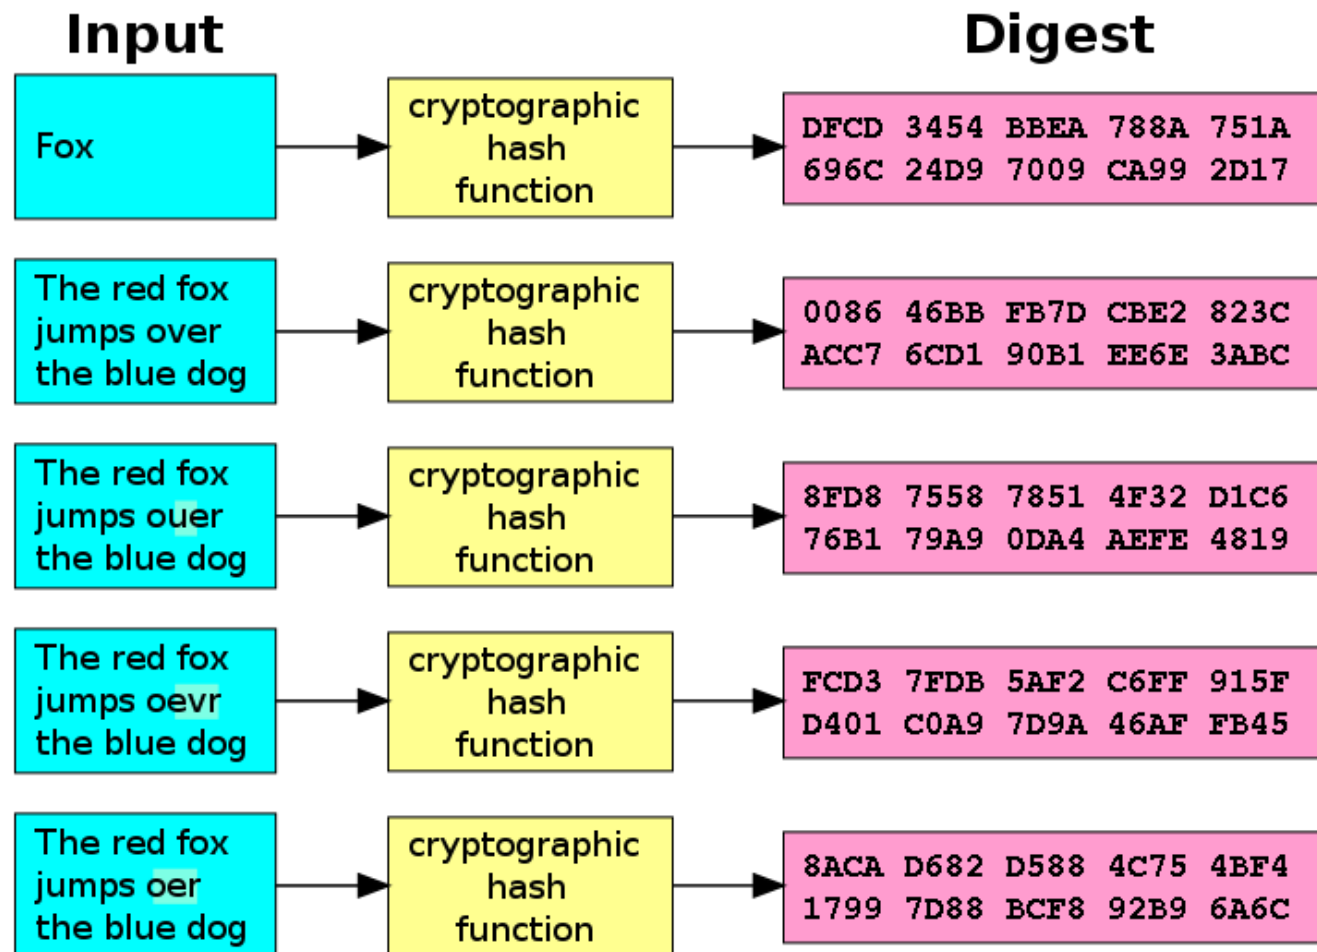 Input
Digest
Fox
cryptographic
hash
function
DFCD 3454 BBEA 788A 751A
696C 24D9 7009 CA99 2D17
The red fox
jumps over
the blue dog
cryptographic
hash
function
0086 46BB FB7D CBE2 823C
ACC7 6CD1 90B1 EE6E 3ABC
The red fox
jumps ouer
the blue dog
cryptographic
hash
function
8FD8 7558 7851 4F32 D1C6
76B1 79A9 0DA4 AEFE 4819
The red fox
jumps oevr
the blue dog
cryptographic
hash
function
FCD3 7FDB 5AF2 C6FF 915F
D401 C0A9 7D9A 46AF FB45
The red fox
jumps oer
the blue dog
cryptographic
hash
function
8ACA D682 D588 4C75 4BF4
1799 7D88 BCF8 92B9 6A6C